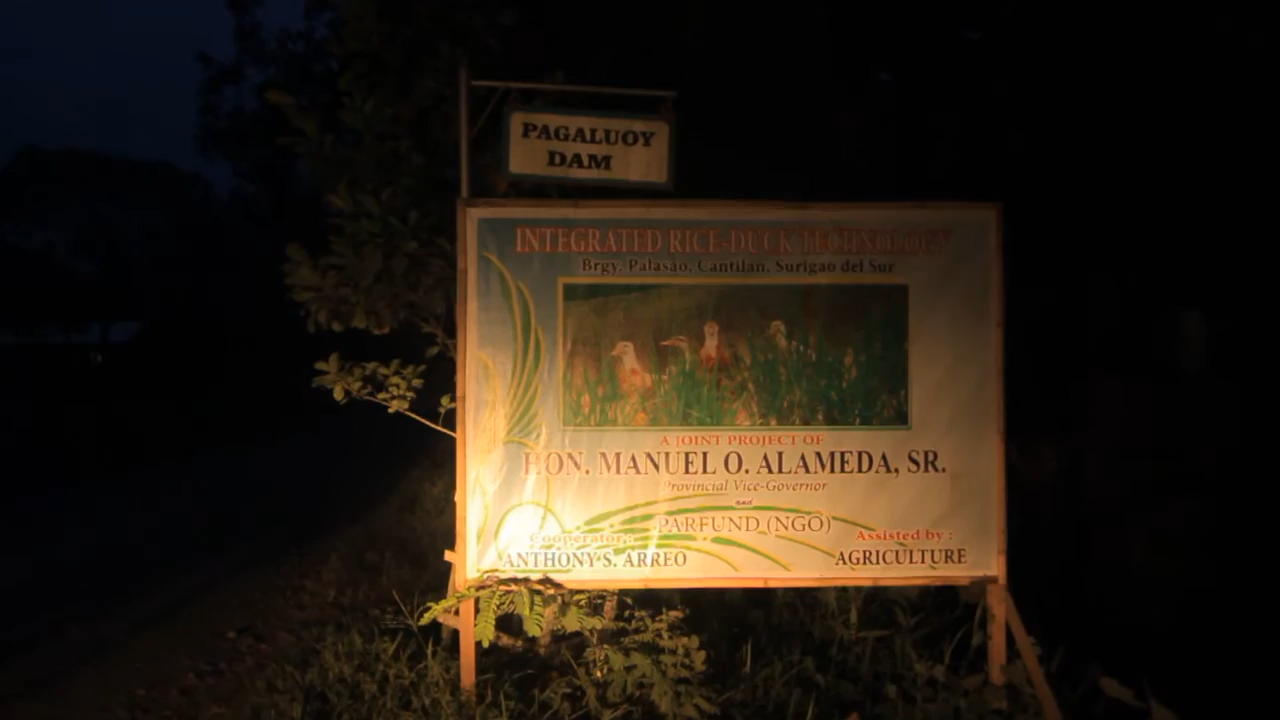 PAGALUOY
DAM
INTEGRATED RICE-DUCK TECHNOLOGY
Brgy. Palasao, Cantilan, Surigao del Sur
A JOINT PROJECT OF
HON. MANUEL O. ALAMEDA, SR.
Provincial Vice-Governor
and
PARFUND (NGO)
Cooperator :
ANTHONY S. ARREO
Assisted by :
AGRICULTURE